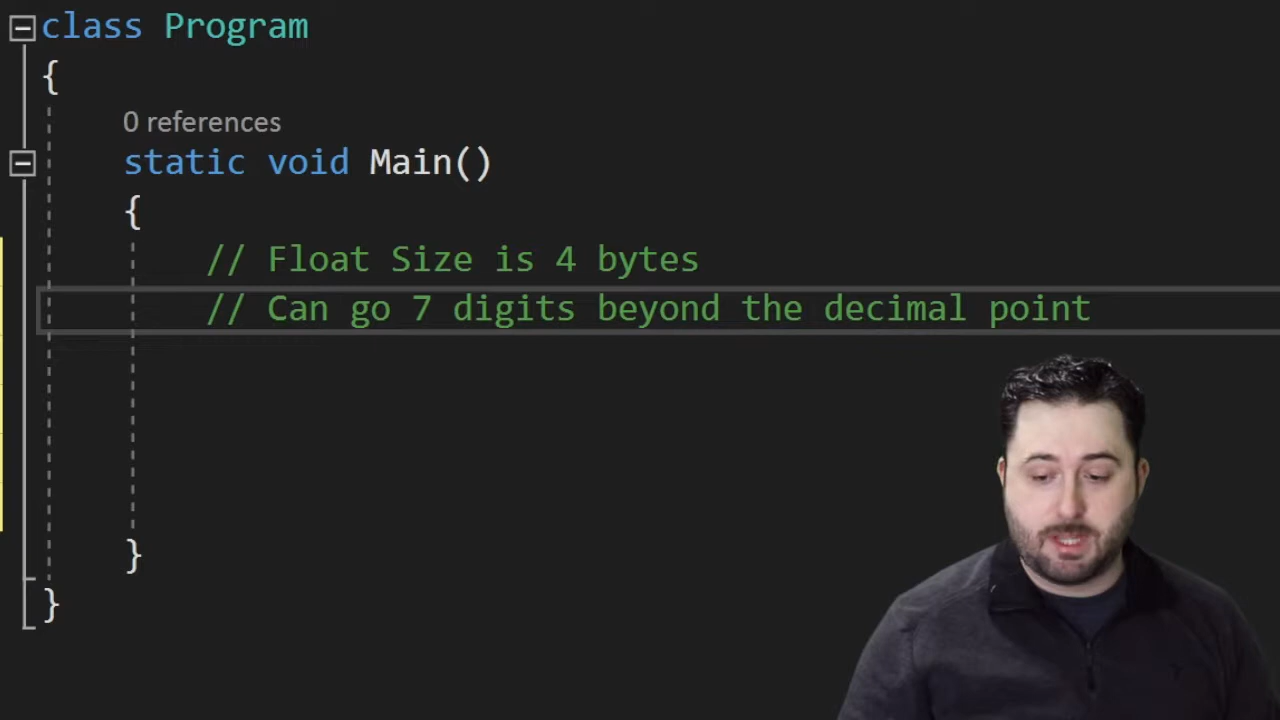 class Program
{
0 references
static void Main()
{
// Float Size is 4 bytes
// Can go 7 digits beyond the decimal point
}
}